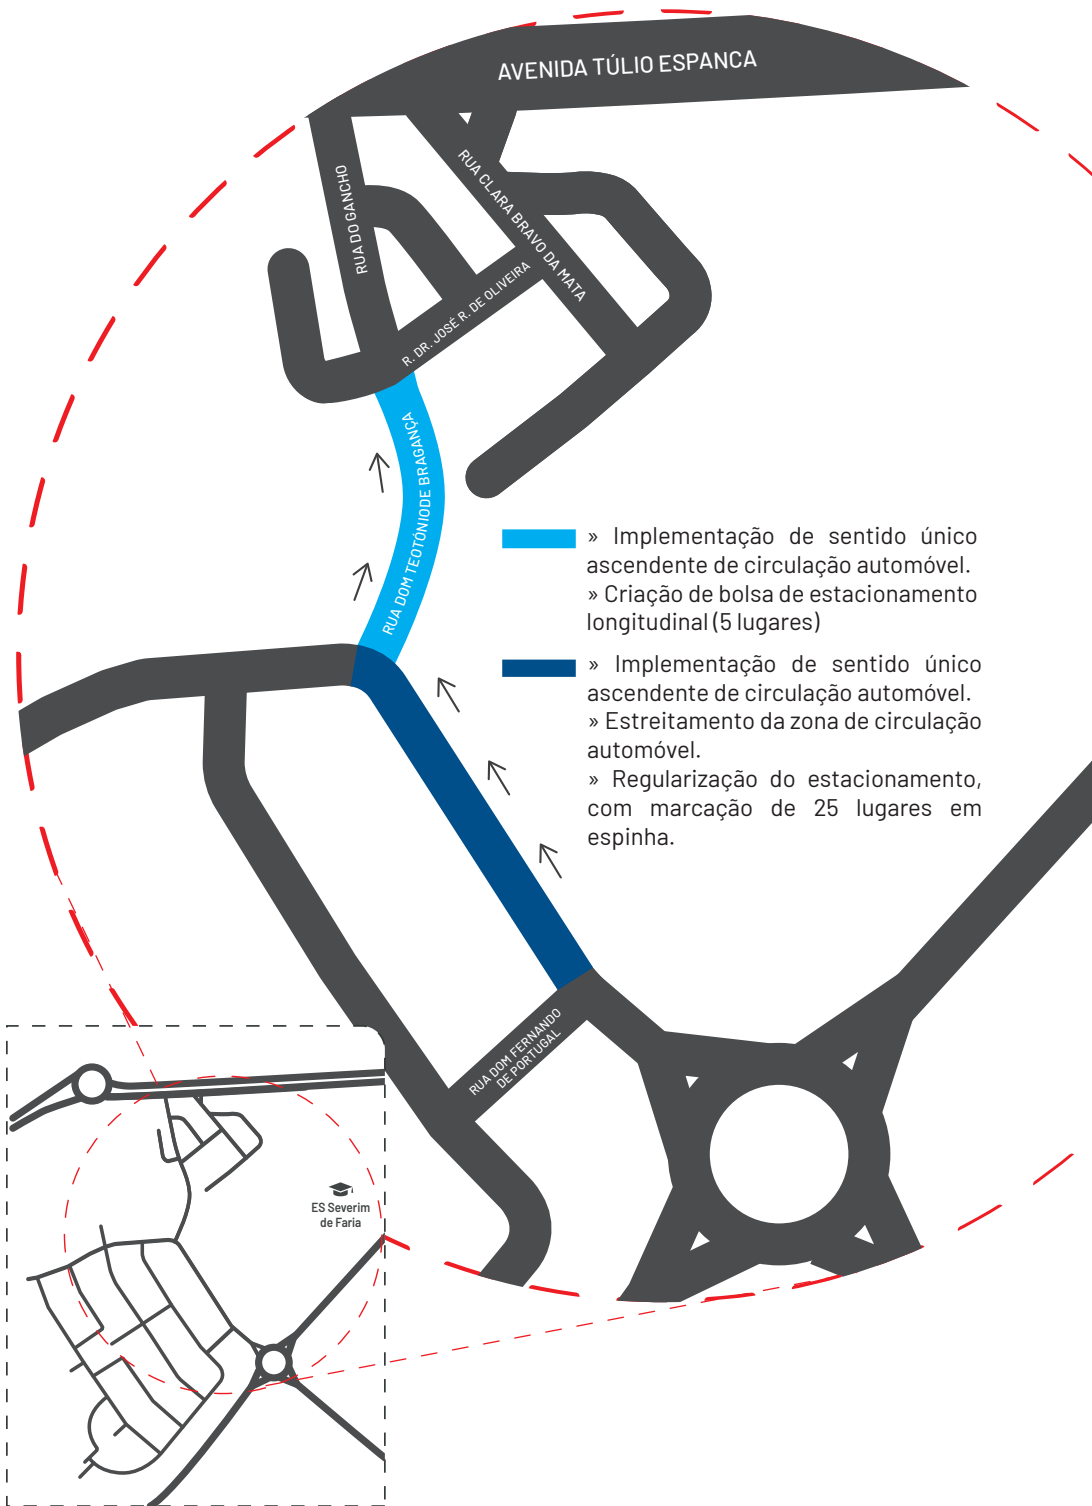 AVENIDA TÚLIO ESPANCA
RUA DO GANCHO
RUA CLARA BRAVO DA MATA
R. DR. JOSÉ R. DE OLIVEIRA
RUA DOM TEOTÓNIODE BRAGANÇA
» Implementação de sentido único
ascendente de circulação automóvel.
» Criação de bolsa de estacionamento
longitudinal (5 lugares)
» Implementação de sentido único
ascendente de circulação automóvel.
» Estreitamento da zona de circulação
automóvel.
» Regularização do estacionamento,
com marcação de 25 lugares em
espinha.
RUA DOM FERNANDO
DE PORTUGAL
ES Severim
de Faria